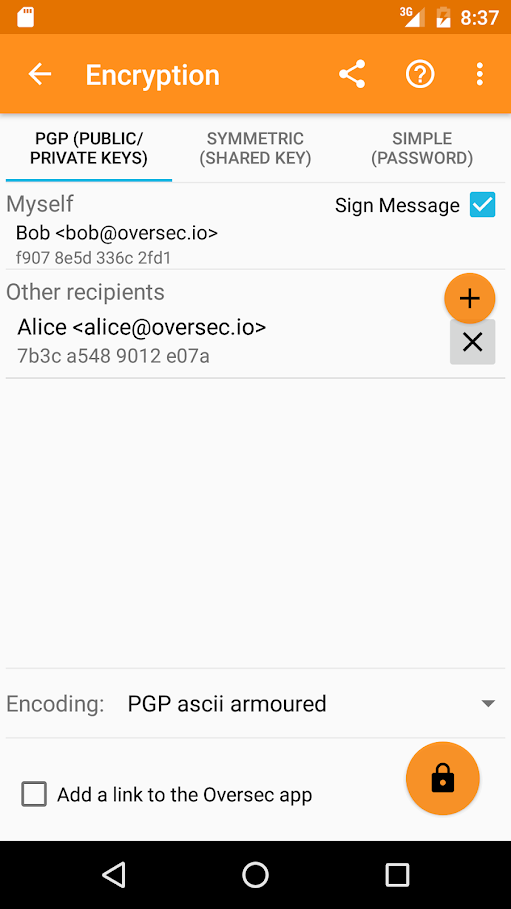 3G 8:37
Encryption
PGP (PUBLIC/
PRIVATE KEYS)
SYMMETRIC
(SHARED KEY)
SIMPLE
(PASSWORD)
Myself
Sign Message
Bob <bob@oversec.io>
f907 8e5d 336c 2fd1
Other recipients
Alice <alice@oversec.io>
7b3c a548 9012 e07a
Encoding: PGP ascii armoured
Add a link to the Oversec app